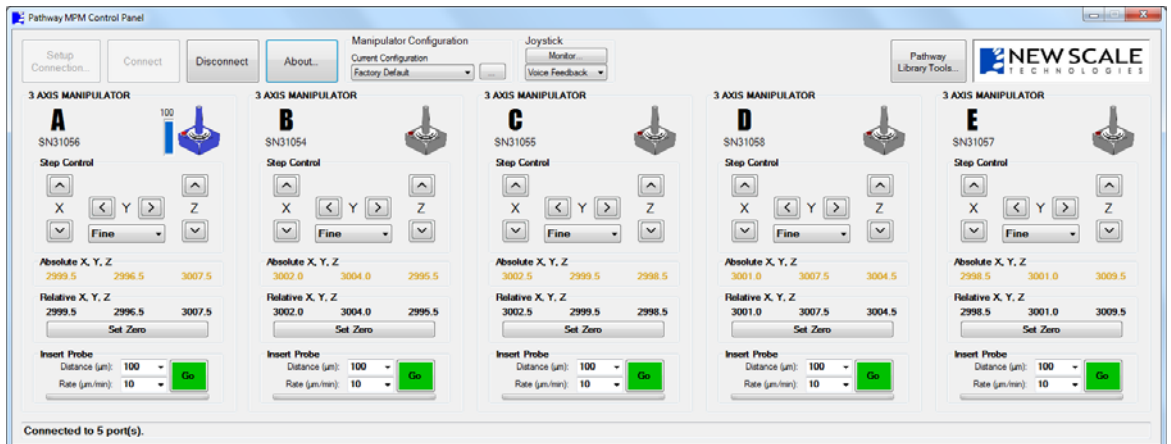 Pathway MPM Control Panel
Setup Connection... Connect Disconnect About...
Manipulator Configuration
Current Configuration
Factory Default ...
Joystick
Monitor...
Voice Feedback
Pathway Library Tools...
NEW SCALE
TECHNOLOGIES
3 AXIS MANIPULATOR
A 100
SN31056
Step Control
X Y Z
Fine
Absolute X, Y, Z
2999.5 2996.5 3007.5
Relative X, Y, Z
2999.5 2996.5 3007.5
Set Zero
Insert Probe
Distance (µm): 100
Go
Rate (µm/min): 10
3 AXIS MANIPULATOR
B
SN31054
Step Control
X Y Z
Fine
Absolute X, Y, Z
3002.0 3004.0 2995.5
Relative X, Y, Z
3002.0 3004.0 2995.5
Set Zero
Insert Probe
Distance (µm): 100
Go
Rate (µm/min): 10
3 AXIS MANIPULATOR
C
SN31055
Step Control
X Y Z
Fine
Absolute X, Y, Z
3002.5 2999.5 2998.5
Relative X, Y, Z
3002.5 2999.5 2998.5
Set Zero
Insert Probe
Distance (µm): 100
Go
Rate (µm/min): 10
3 AXIS MANIPULATOR
D
SN31058
Step Control
X Y Z
Fine
Absolute X, Y, Z
3001.0 3007.5 3004.5
Relative X, Y, Z
3001.0 3007.5 3004.5
Set Zero
Insert Probe
Distance (µm): 100
Go
Rate (µm/min): 10
3 AXIS MANIPULATOR
E
SN31057
Step Control
X Y Z
Fine
Absolute X, Y, Z
2998.5 3001.0 3009.5
Relative X, Y, Z
2998.5 3001.0 3009.5
Set Zero
Insert Probe
Distance (µm): 100
Go
Rate (µm/min): 10
Connected to 5 port(s).